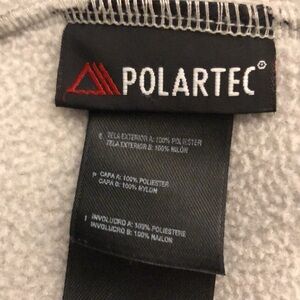 POLARTEC®
E TELA EXTERIOR A: 100% POLIESTER
TELA EXTERIOR B: 100% NAILON
P CAPA A: 100% POLIESTER
CAPA B: 100% NYLON
I INVOLUCRO A: 100% POLIESTERE
INVOLUCRO B: 100% NAILON